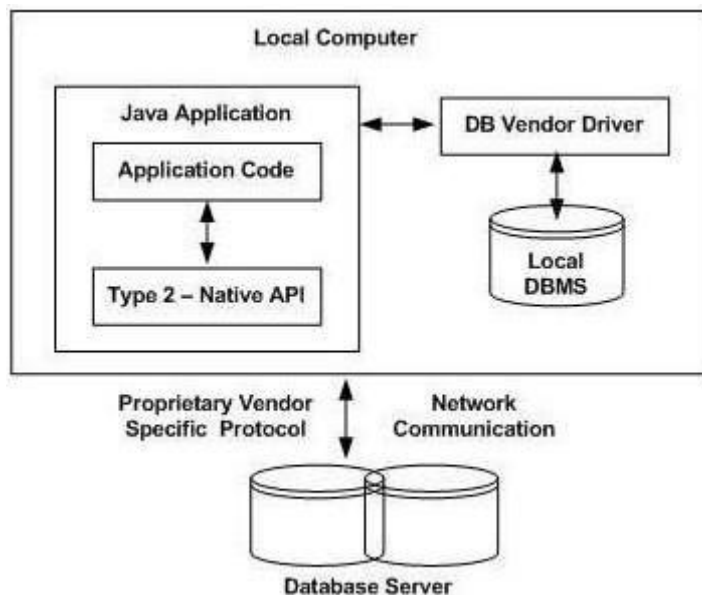 Local Computer
Java Application
DB Vendor Driver
Application Code
Type 2 – Native API
Local
DBMS
Proprietary Vendor
Specific Protocol
Network
Communication
Database Server